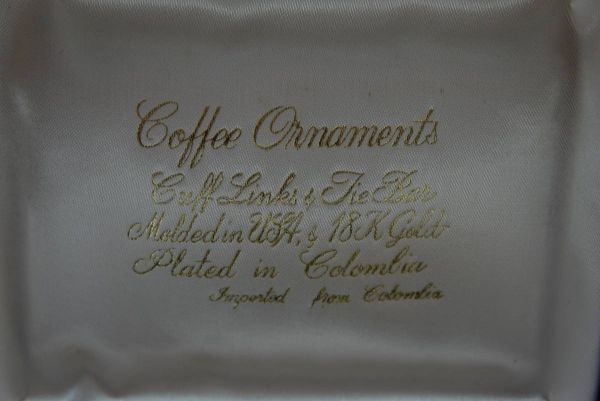 Coffee Ornaments
Cuff Links & Tie Bar
Molded in USA, & 18K Gold-
Plated in Colombia
Imported from Colombia